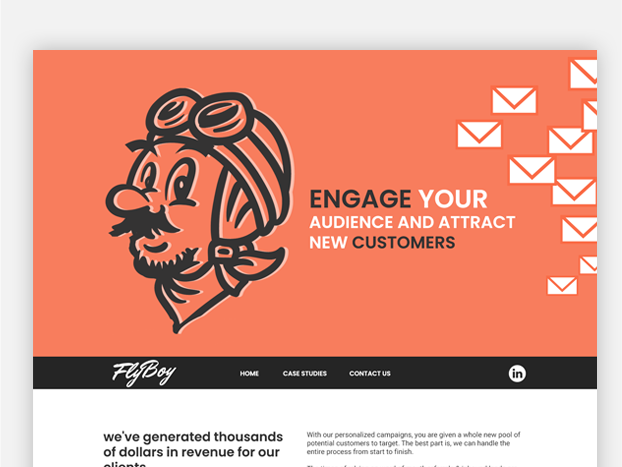 ENGAGE YOUR
AUDIENCE AND ATTRACT
NEW CUSTOMERS
FlyBoy
HOME CASE STUDIES CONTACT US
in
we've generated thousands
of dollars in revenue for our
clients
With our personalized campaigns, you are given a whole new pool of
potential customers to target. The best part is, we can handle the
entire process from start to finish.